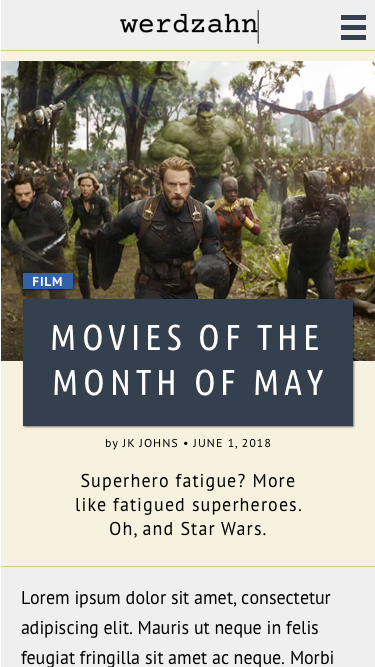 werdzahn
FILM
MOVIES OF THE
MONTH OF MAY
by JK JOHNS • JUNE 1, 2018
Superhero fatigue? More
like fatigued superheroes.
Oh, and Star Wars.
Lorem ipsum dolor sit amet, consectetur
adipiscing elit. Mauris ut neque in felis
feugiat fringilla sit amet ac neque. Morbi